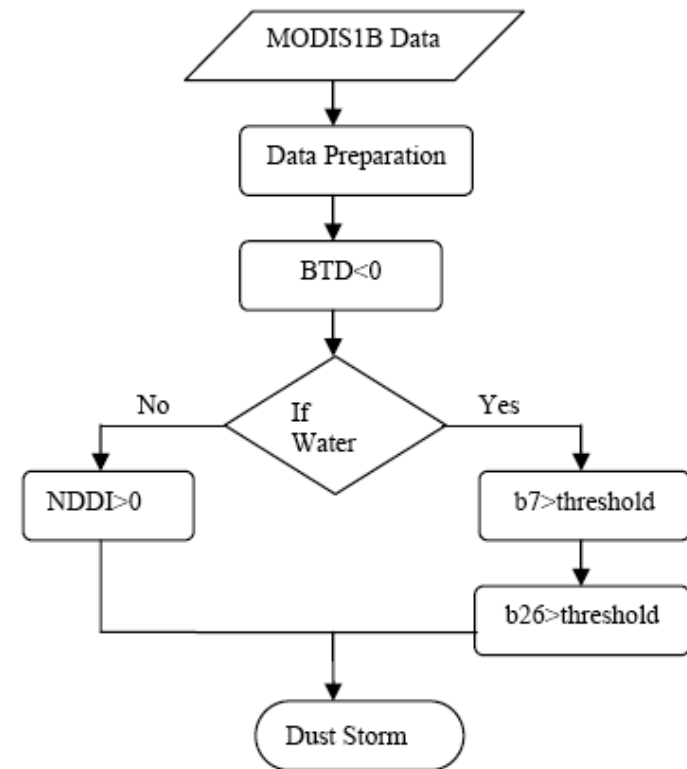 MODIS1B Data
Data Preparation
BTD<0
No
If
Water
Yes
NDDI>0
b7>threshold
b26>threshold
Dust Storm